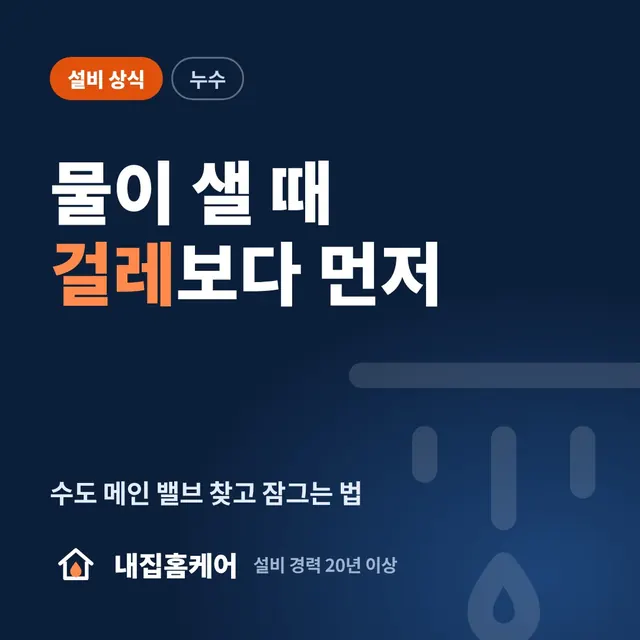 설비 상식
누수
물이 샐 때
걸레보다 먼저
수도 메인 밸브 찾고 잠그는 법
내집홈케어 설비 경력 20년 이상